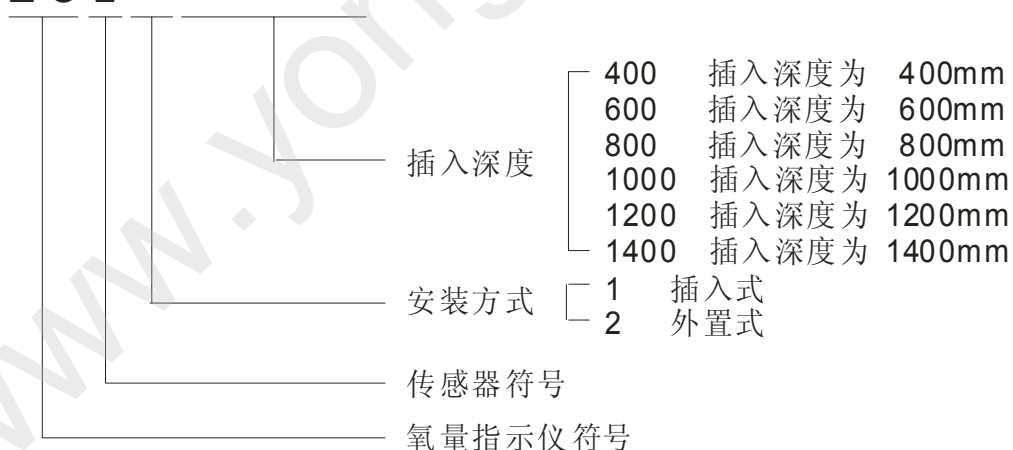 400 插入深度为 400mm
600 插入深度为 600mm
800 插入深度为 800mm
插入深度
1000 插入深度为 1000mm
1200 插入深度为 1200mm
1400 插入深度为 1400mm
1 插入式
安装方式
2 外置式
传感器符号
氧量指示仪符号
www.yong